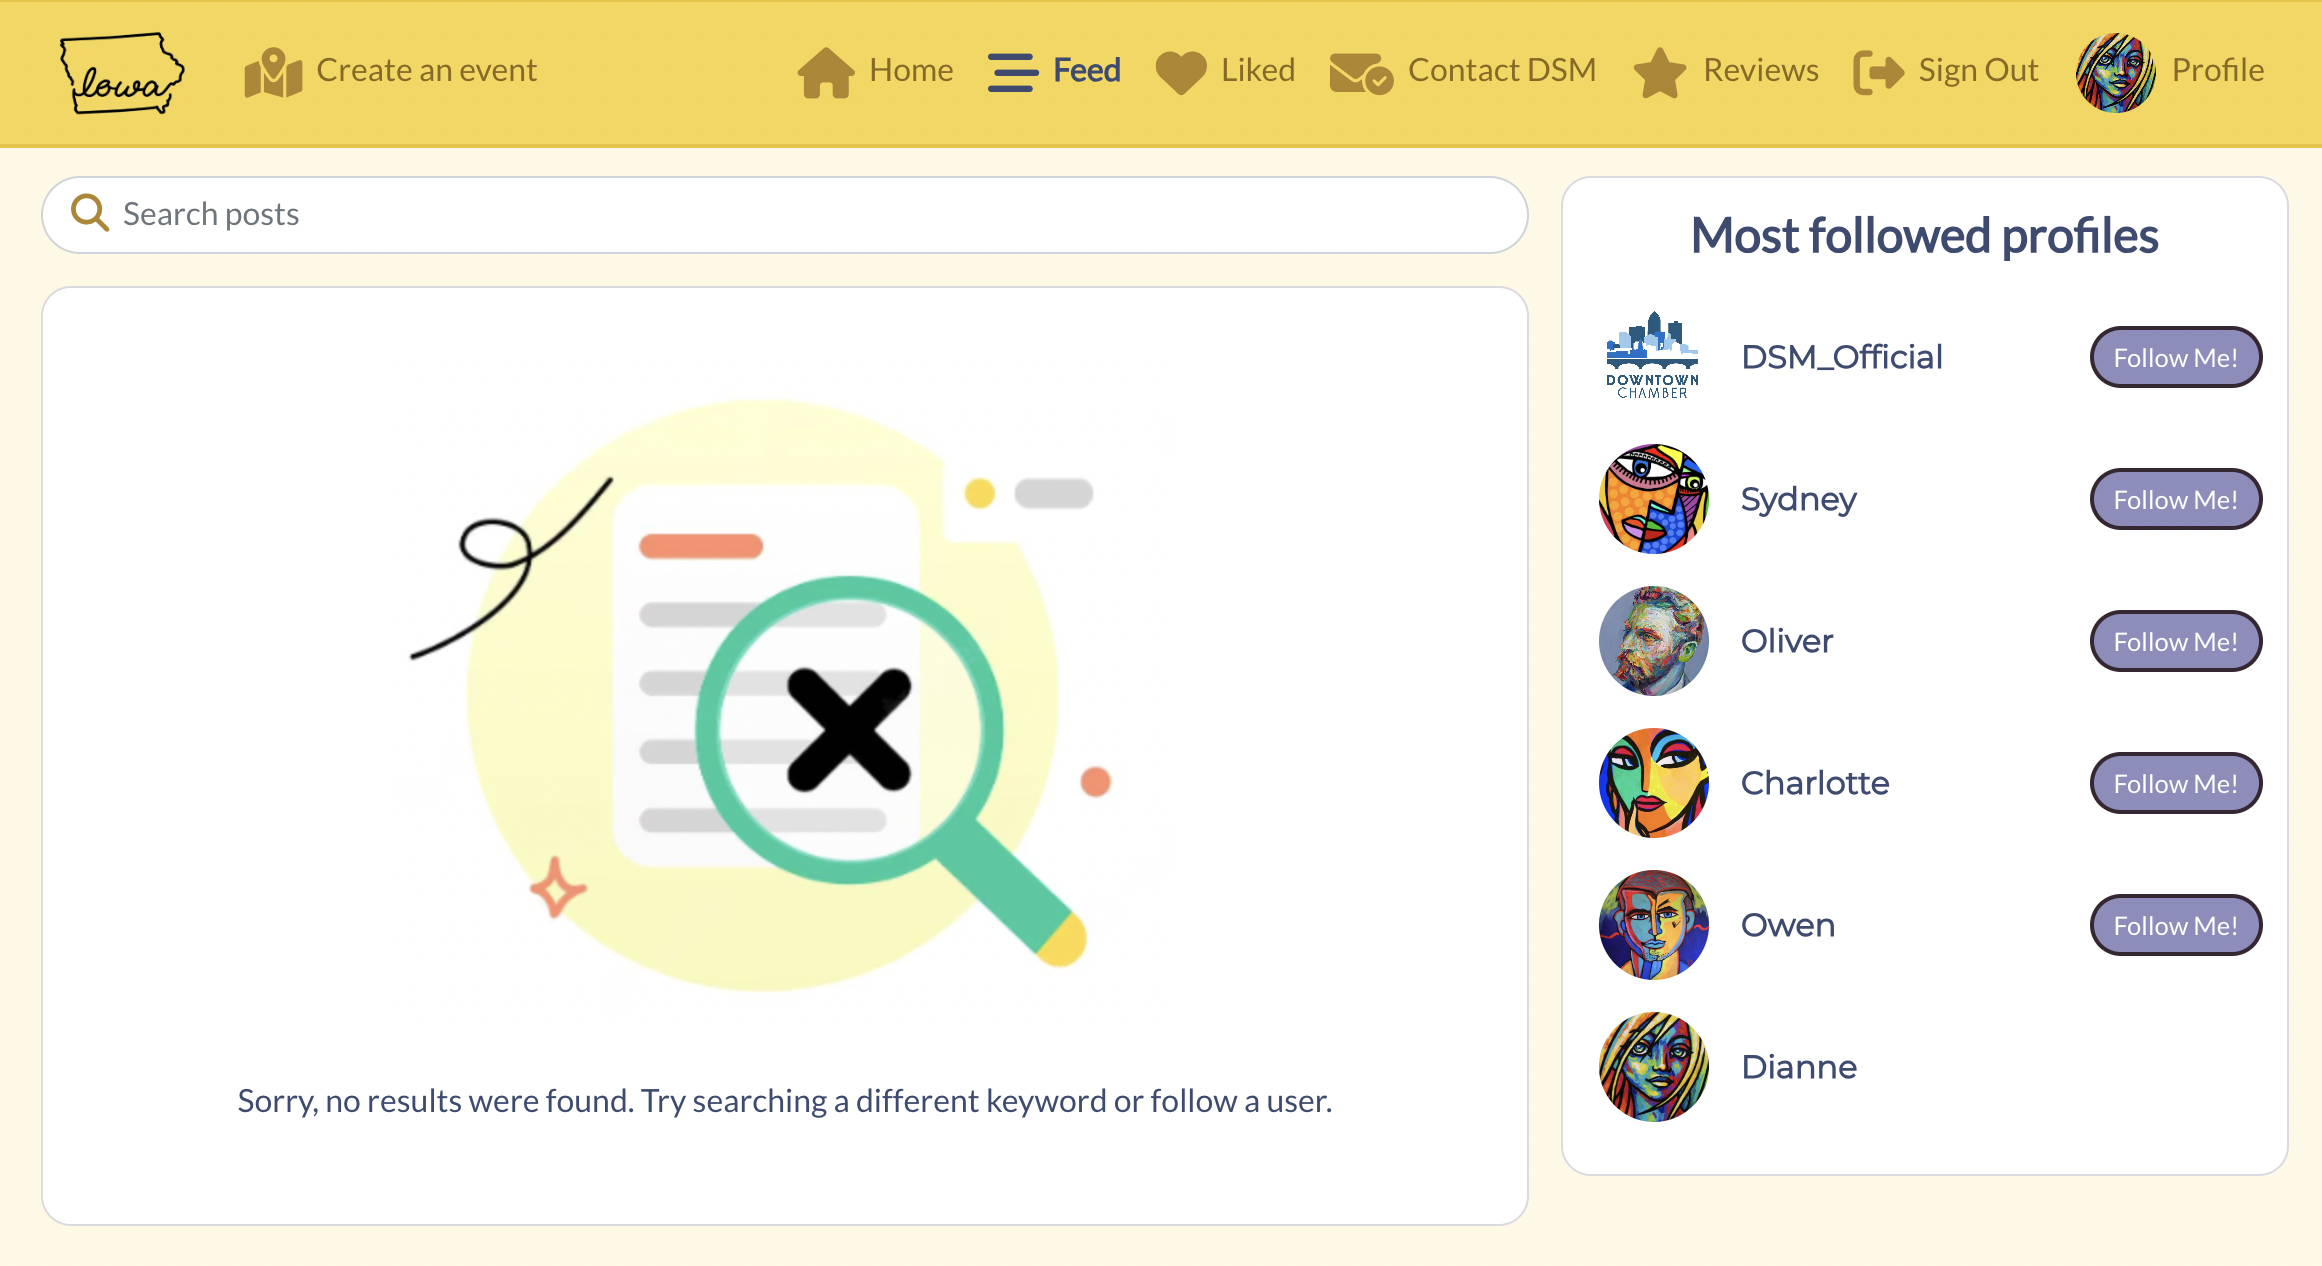 Iowa
Create an event
Home
Feed
Liked
Contact DSM
Reviews
Sign Out
Profile
Search posts
Sorry, no results were found. Try searching a different keyword or follow a user.
Most followed profiles
DOWNTOWN
CHAMBER
DSM_Official
Follow Me!
Sydney
Follow Me!
Oliver
Follow Me!
Charlotte
Follow Me!
Owen
Follow Me!
Dianne